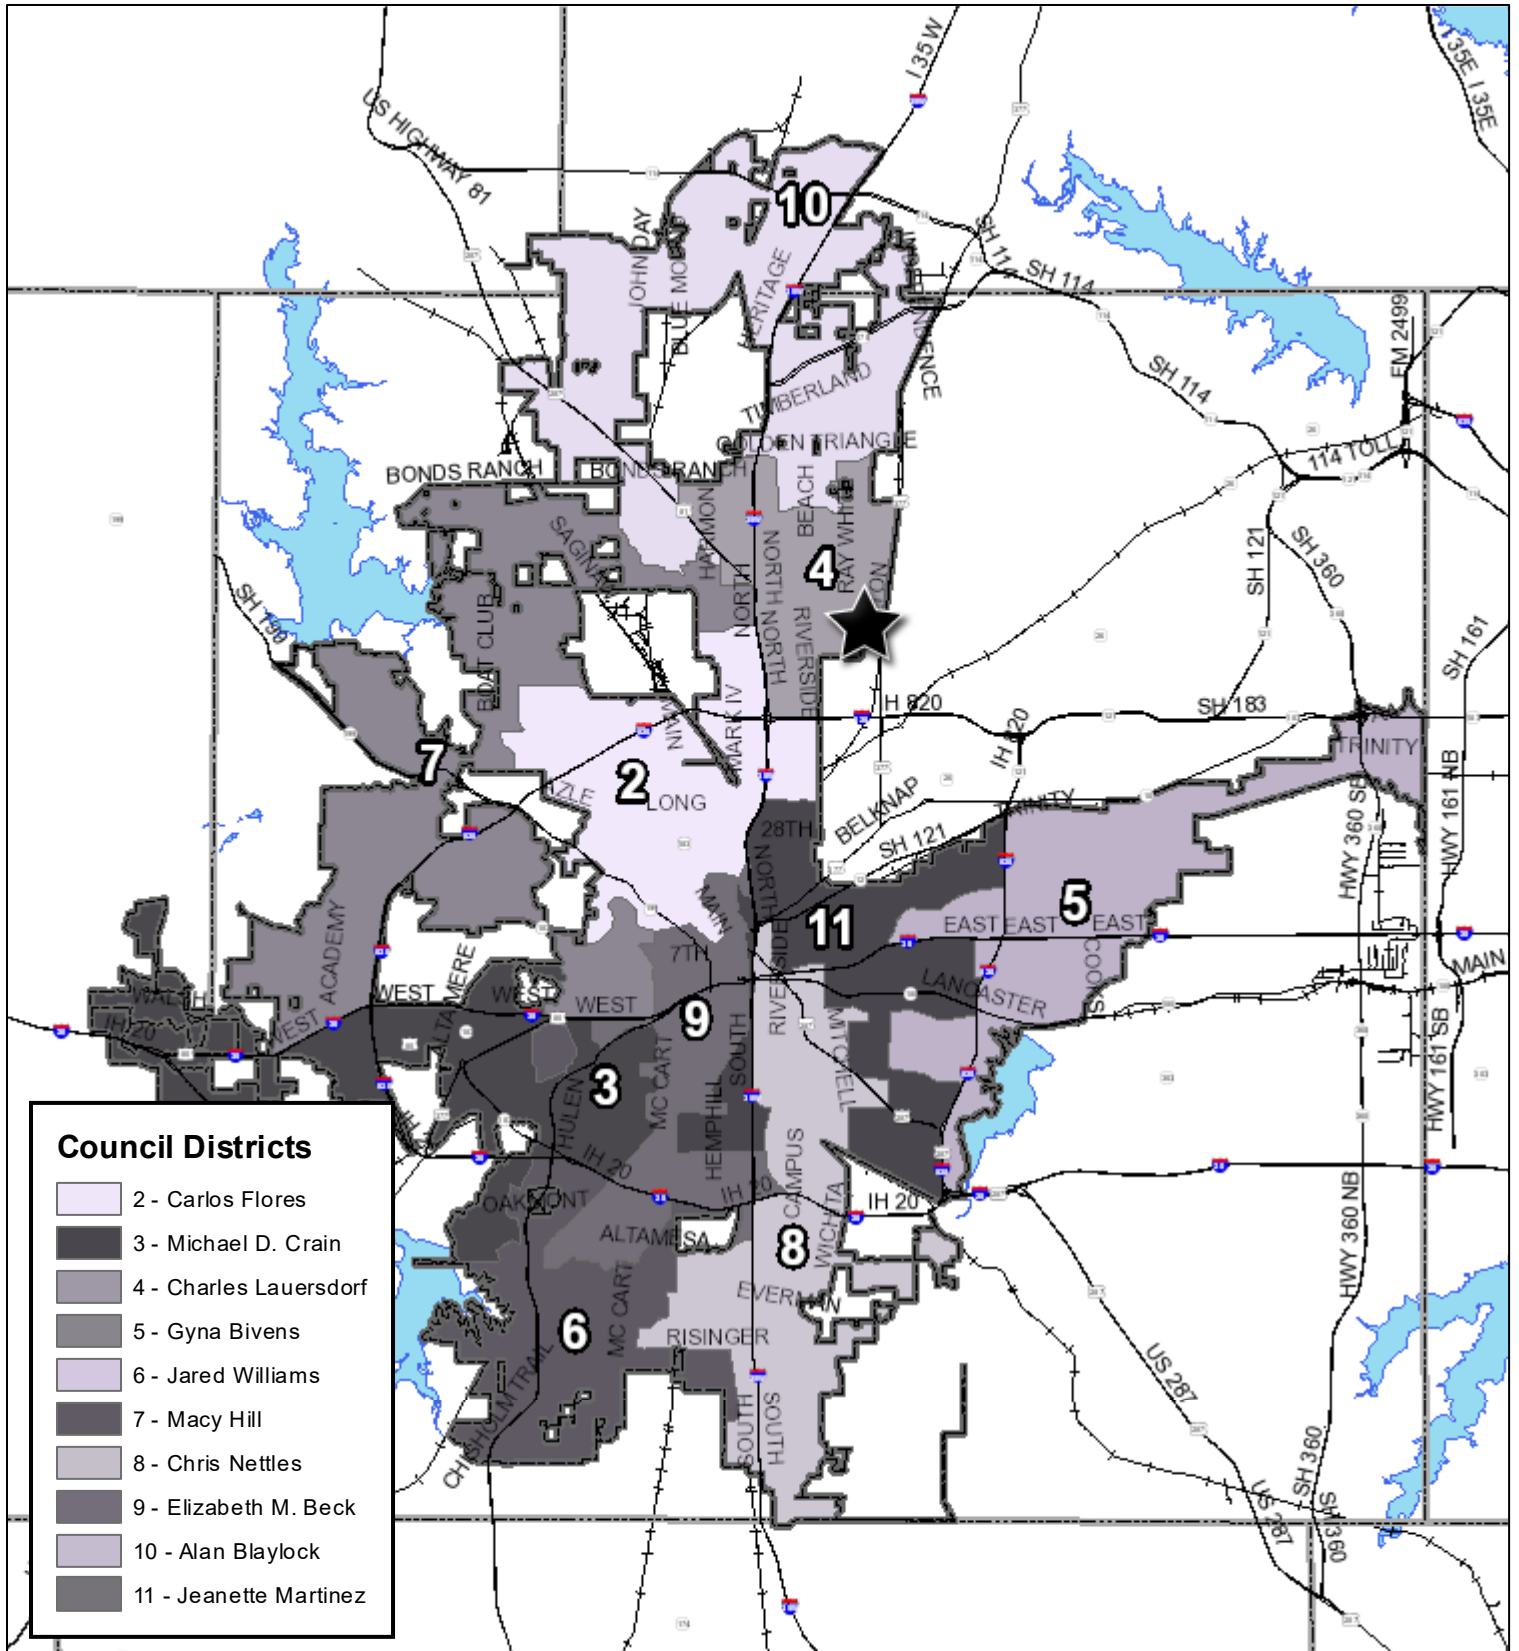 I 35W
I 35E
I 35E
US HIGHWAY 81
10
JOHN DAY
HERITAGE
SH 114
SH 114
FM 2499
SH 114
TIMBERLAND
GOLDEN TRIANGLE
114 TOLL
BONDS RANCH
BONDS RANCH
HARMON
BEACH
4
SH 121
SH 360
SH 199
BOAT CLUB
NORTH
NORTH
NORTH
RIVERSIDE
SH 161
MARK IV
IH 820
SH 183
TRINITY
7
2
LONG
AZLE
BELKNAP
TRINITY
28TH
SH 121
HWY 360 SB
HWY 161 NB
NORTH
MAIN
11
5
EAST
EAST
EAST
ACADEMY
7TH
RIVERSIDE
COOKS
MAIN
WALSH
WEST
WEST
WEST
WEST
ALTAMERE
LANCASTER
IH 20
9
MITCHELL
HWY 161 SB
3
HULEN
MC CART
SOUTH
HEMPHILL
CAMPUS
WICHITA
IH 20
IH 20
IH 20
OAKMONT
ALTAMESA
8
HWY 360 NB
EVERMAN
6
MC CART
RISINGER
CHISHOLM TRAIL
US 287
SOUTH
SOUTH
SH 360
US 287
SH 360
Council Districts
2 - Carlos Flores
3 - Michael D. Crain
4 - Charles Lauersdorf
5 - Gyna Bivens
6 - Jared Williams
7 - Macy Hill
8 - Chris Nettles
9 - Elizabeth M. Beck
10 - Alan Blaylock
11 - Jeanette Martinez